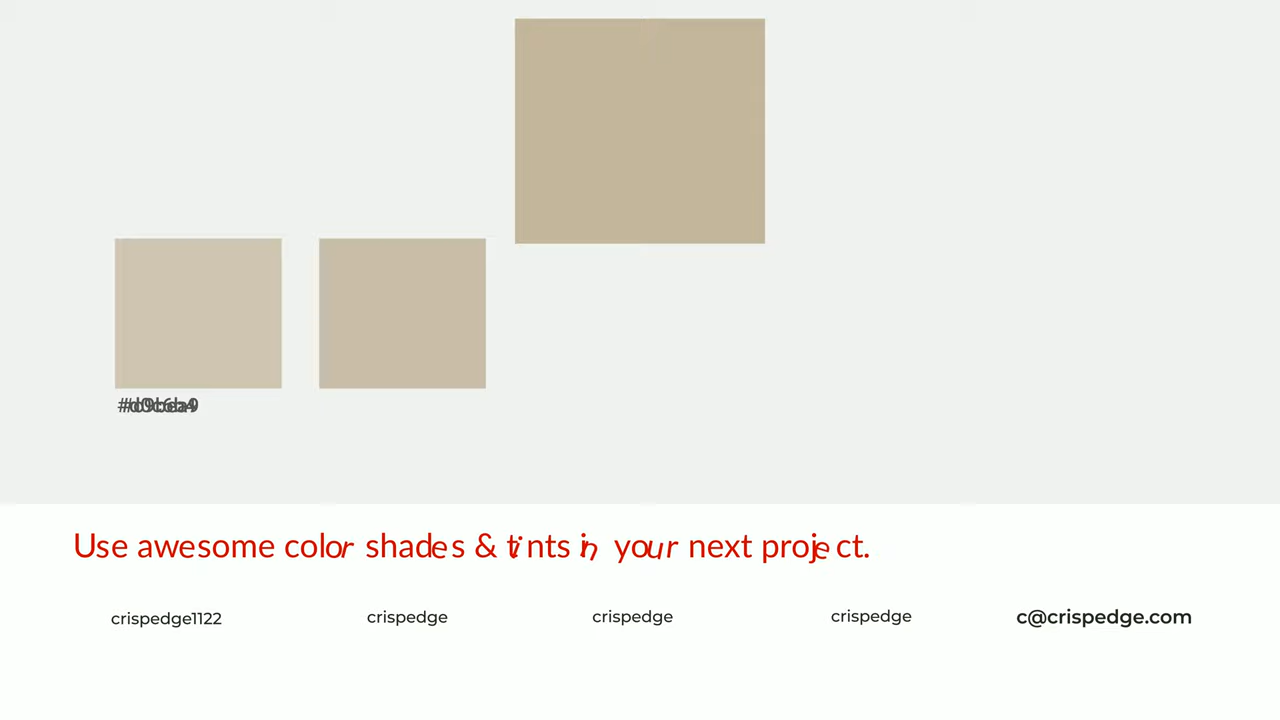 Use awesome color shades & tints in your next project.
crispedge1122 crispedge crispedge crispedge c@crispedge.com